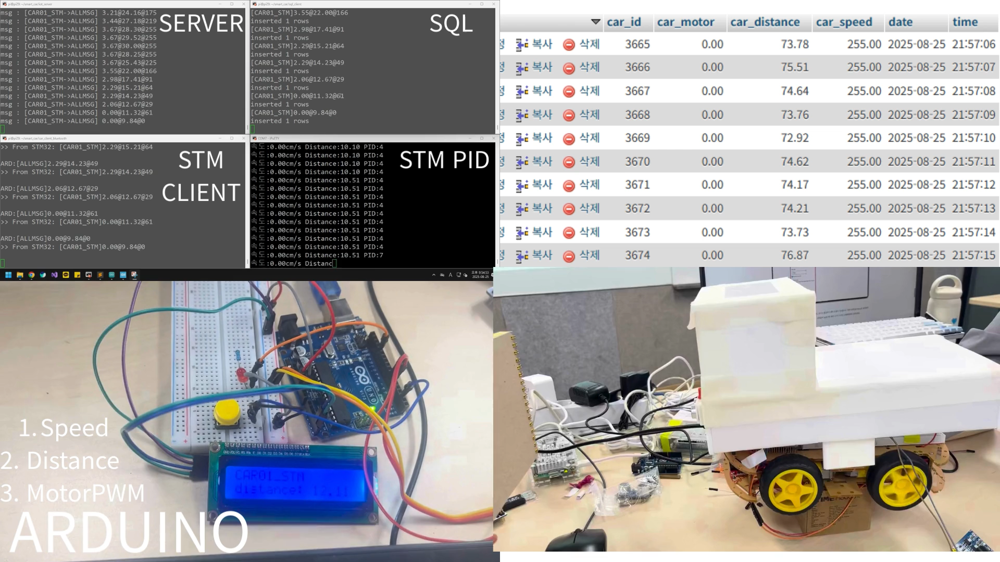 pi@pi29: ~/smart_car/iot_server
msg : [CAR01_STM->ALLMSG] 3.21@24.16@175
msg : [CAR01_STM->ALLMSG] 3.44@27.18@219
msg : [CAR01_STM->ALLMSG] 3.67@28.30@255
msg : [CAR01_STM->ALLMSG] 3.67@29.52@255
msg : [CAR01_STM->ALLMSG] 3.67@30.00@255
msg : [CAR01_STM->ALLMSG] 3.67@28.25@255
msg : [CAR01_STM->ALLMSG] 3.67@25.43@225
msg : [CAR01_STM->ALLMSG] 3.55@22.00@166
msg : [CAR01_STM->ALLMSG] 2.98@17.41@91
msg : [CAR01_STM->ALLMSG] 2.29@15.21@64
msg : [CAR01_STM->ALLMSG] 2.29@14.23@49
msg : [CAR01_STM->ALLMSG] 2.06@12.67@29
msg : [CAR01_STM->ALLMSG] 0.00@11.32@61
msg : [CAR01_STM->ALLMSG] 0.00@9.84@0
SERVER
pi@pi29: ~/smart_car/sql_client
[CAR01_STM]3.55@22.00@166
inserted 1 rows
[CAR01_STM]2.98@17.41@91
inserted 1 rows
[CAR01_STM]2.29@15.21@64
inserted 1 rows
[CAR01_STM]2.29@14.23@49
inserted 1 rows
[CAR01_STM]2.06@12.67@29
inserted 1 rows
[CAR01_STM]0.00@11.32@61
inserted 1 rows
[CAR01_STM]0.00@9.84@0
inserted 1 rows
SQL
pi@pi29: ~/smart_car/car_client_bluetooth
>> From STM32: [CAR01_STM]2.29@15.21@64
ARD:[ALLMSG]2.29@14.23@49
>> From STM32: [CAR01_STM]2.29@14.23@49
ARD:[ALLMSG]2.06@12.67@29
>> From STM32: [CAR01_STM]2.06@12.67@29
ARD:[ALLMSG]0.00@11.32@61
>> From STM32: [CAR01_STM]0.00@11.32@61
ARD:[ALLMSG]0.00@9.84@0
>> From STM32: [CAR01_STM]0.00@9.84@0
STM
CLIENT
COM7 - PuTTY
속도:0.00cm/s Distance:10.10 PID:4
속도:0.00cm/s Distance:10.10 PID:4
속도:0.00cm/s Distance:10.10 PID:4
속도:0.00cm/s Distance:10.10 PID:4
속도:0.00cm/s Distance:10.51 PID:4
속도:0.00cm/s Distance:10.51 PID:4
속도:0.00cm/s Distance:10.51 PID:4
속도:0.00cm/s Distance:10.51 PID:4
속도:0.00cm/s Distance:10.51 PID:4
속도:0.00cm/s Distance:10.51 PID:4
속도:0.00cm/s Distance:10.51 PID:4
속도:0.00cm/s Distance:10.51 PID:4
속도:0.00cm/s Distance:10.51 PID:4
속도:0.00cm/s Distance:10.51 PID:7
속도:0.00cm/s Distanc
STM PID
A
오후 9:54:53
2025-08-25
car_id car_motor car_distance car_speed date time
복사 삭제 3665 0.00 73.78 255.00 2025-08-25 21:57:06
복사 삭제 3666 0.00 75.51 255.00 2025-08-25 21:57:07
복사 삭제 3667 0.00 74.64 255.00 2025-08-25 21:57:08
복사 삭제 3668 0.00 73.76 255.00 2025-08-25 21:57:09
복사 삭제 3669 0.00 72.92 255.00 2025-08-25 21:57:10
복사 삭제 3670 0.00 74.62 255.00 2025-08-25 21:57:11
복사 삭제 3671 0.00 74.17 255.00 2025-08-25 21:57:12
복사 삭제 3672 0.00 74.21 255.00 2025-08-25 21:57:13
복사 삭제 3673 0.00 73.73 255.00 2025-08-25 21:57:14
복사 삭제 3674 0.00 76.87 255.00 2025-08-25 21:57:15
ARDUINO
UNO
CAR01_STM
distance: 12.11
1. Speed
2. Distance
3. MotorPWM
ARDUINO